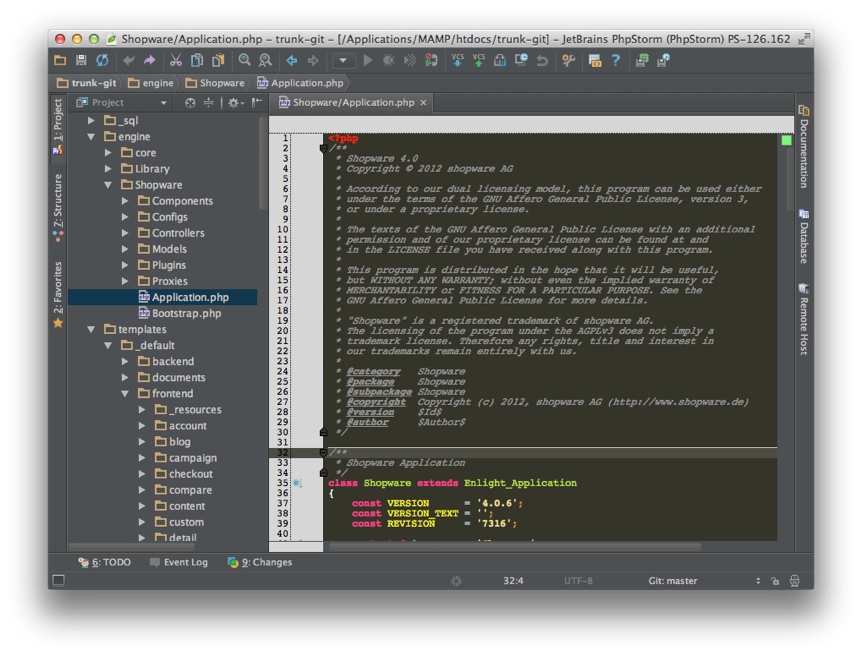 Shopware/Application.php - trunk-git - [/Applications/MAMP/htdocs/trunk-git] - JetBrains PhpStorm (PhpStorm) PS-126.162
VCS VCS
trunk-git engine Shopware Application.php
1: Project
Z: Structure
2: Favorites
Project
_sql
engine
core
Library
Shopware
Components
Configs
Controllers
Models
Plugins
Proxies
Application.php
Bootstrap.php
templates
_default
backend
documents
frontend
_resources
account
blog
campaign
checkout
compare
content
custom
detail
Shopware/Application.php
1 <?php
2 /**
3 * Shopware 4.0
4 * Copyright © 2012 shopware AG
5 *
6 * According to our dual licensing model, this program can be used either
7 * under the terms of the GNU Affero General Public License, version 3,
8 * or under a proprietary license.
9 *
10 * The texts of the GNU Affero General Public License with an additional
11 * permission and of our proprietary license can be found at and
12 * in the LICENSE file you have received along with this program.
13 *
14 * This program is distributed in the hope that it will be useful,
15 * but WITHOUT ANY WARRANTY; without even the implied warranty of
16 * MERCHANTABILITY or FITNESS FOR A PARTICULAR PURPOSE. See the
17 * GNU Affero General Public License for more details.
18 *
19 * "Shopware" is a registered trademark of shopware AG.
20 * The licensing of the program under the AGPLv3 does not imply a
21 * trademark license. Therefore any rights, title and interest in
22 * our trademarks remain entirely with us.
23 *
24 * @category Shopware
25 * @package Shopware
26 * @subpackage Shopware
27 * @copyright Copyright (c) 2012, shopware AG (http://www.shopware.de)
28 * @version $Id$
29 * @author $Author$
30 */
31
32 /**
33 * Shopware Application
34 */
35 class Shopware extends Enlight_Application
36 {
37 const VERSION = '4.0.6';
38 const VERSION_TEXT = '';
39 const REVISION = '7316';
40
Documentation
Database
Remote Host
6: TODO Event Log 9: Changes
32:4 UTF-8 Git: master